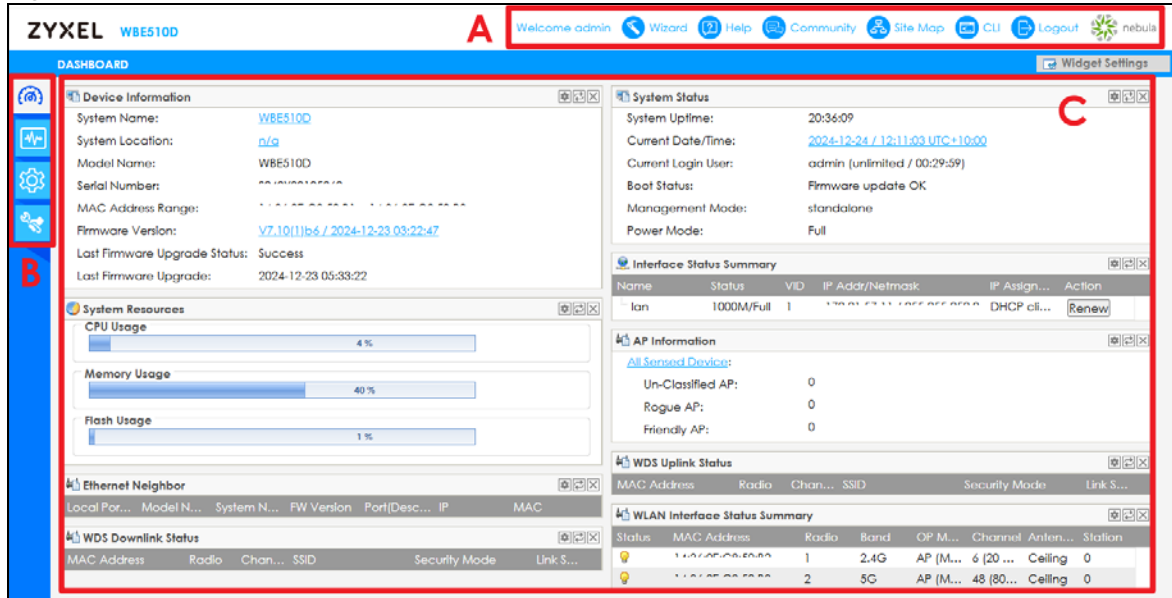 ZYXEL WBE510D
A
Welcome admin Wizard Help Community Site Map CLI Logout nebula
DASHBOARD
Widget Settings
B
C
Device Information
System Name: WBE510D
System Location: n/a
Model Name: WBE510D
Serial Number:
MAC Address Range:
Firmware Version: V7.10(1)b6 / 2024-12-23 03:22:47
Last Firmware Upgrade Status: Success
Last Firmware Upgrade: 2024-12-23 05:33:22
System Resources
CPU Usage
4 %
Memory Usage
40 %
Flash Usage
1 %
Ethernet Neighbor
Local Por... Model N... System N... FW Version Port(Desc... IP MAC
WDS Downlink Status
MAC Address Radio Chan... SSID Security Mode Link S...
System Status
System Uptime: 20:36:09
Current Date/Time: 2024-12-24 / 12:11:03 UTC+10:00
Current Login User: admin (unlimited / 00:29:59)
Boot Status: Firmware update OK
Management Mode: standalone
Power Mode: Full
Interface Status Summary
Name Status VID IP Addr/Netmask IP Assign... Action
lan 1000M/Full 1 DHCP cli... Renew
AP Information
All Sensed Device:
Un-Classified AP: 0
Rogue AP: 0
Friendly AP: 0
WDS Uplink Status
MAC Address Radio Chan... SSID Security Mode Link S...
WLAN Interface Status Summary
Status MAC Address Radio Band OP M... Channel Anten... Station
1 2.4G AP (M... 6 (20 ... Ceiling 0
2 5G AP (M... 48 (80... Ceiling 0